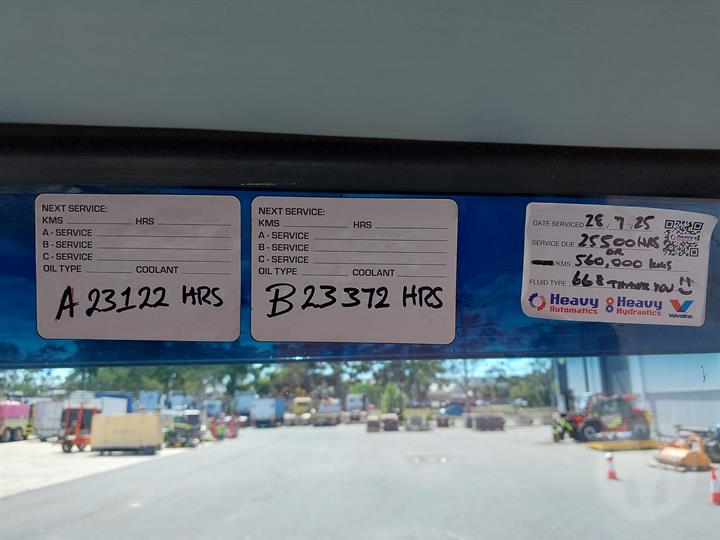 NEXT SERVICE:
KMS HRS
A - SERVICE
B - SERVICE
C - SERVICE
OIL TYPE COOLANT
A 23122 HRS
NEXT SERVICE:
KMS HRS
A - SERVICE
B - SERVICE
C - SERVICE
OIL TYPE COOLANT
B 23372 HRS
DATE SERVICED 28/7/25
SERVICE DUE 25500 HRS
OR
/KMS 560,000 kms
FLUID TYPE 668 THANK YOU
Heavy Automatics
Heavy Hydraulics
Valvoline